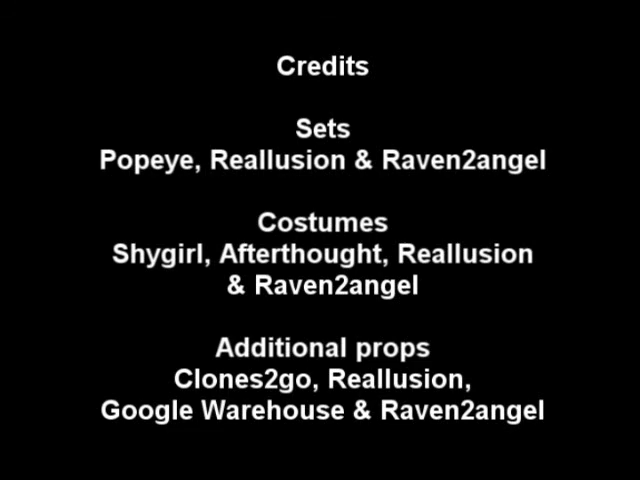 Credits
Sets
Popeye, Reallusion & Raven2angel
Costumes
Shygirl, Afterthought, Reallusion
& Raven2angel
Additional props
Clones2go, Reallusion,
Google Warehouse & Raven2angel